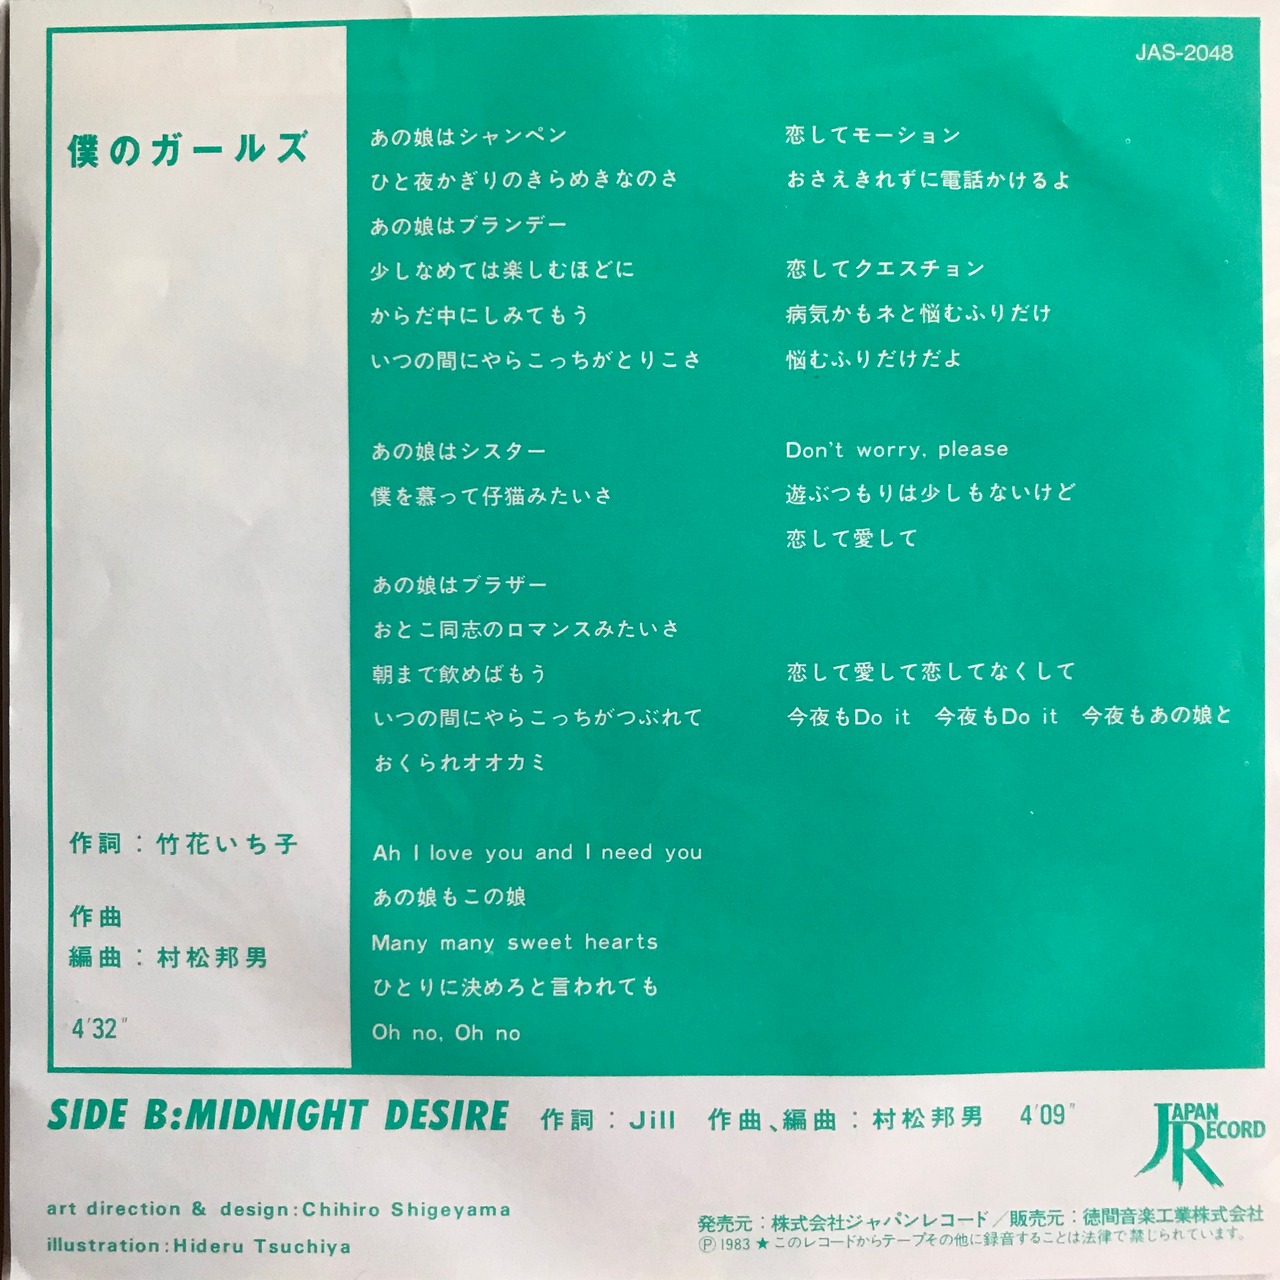 JAS-2048
僕のガールズ
あの娘はシャンペン
ひと夜かぎりのきらめきなのさ
あの娘はブランデー
少しなめては楽しむほどに
からだ中にしみてもう
いつの間にやらこっちがとりこさ
あの娘はシスター
僕を慕って仔猫みたいさ
あの娘はブラザー
おとこ同志のロマンスみたいさ
朝まで飲めばもう
いつの間にやらこっちがつぶれて
おくられオオカミ
Ah I love you and I need you
あの娘もこの娘
Many many sweet hearts
ひとりに決めろと言われても
Oh no, Oh no
恋してモーション
おさえきれずに電話かけるよ
恋してクエスチョン
病気かもネと悩むふりだけ
悩むふりだけだよ
Don't worry, please
遊ぶつもりは少しもないけど
恋して愛して
恋して愛して恋してなくして
今夜もDo it 今夜もDo it 今夜もあの娘と
作詞：竹花いち子
作曲
編曲：村松邦男
4'32"
SIDE B:MIDNIGHT DESIRE 作詞：Jill 作曲、編曲：村松邦男 4'09"
JAPAN
RECORD
art direction & design:Chihiro Shigeyama
illustration:Hideru Tsuchiya
発売元：株式会社ジャパンレコード／販売元：徳間音楽工業株式会社
Ⓟ1983 ★このレコードからテープその他に録音することは法律で禁じられています。